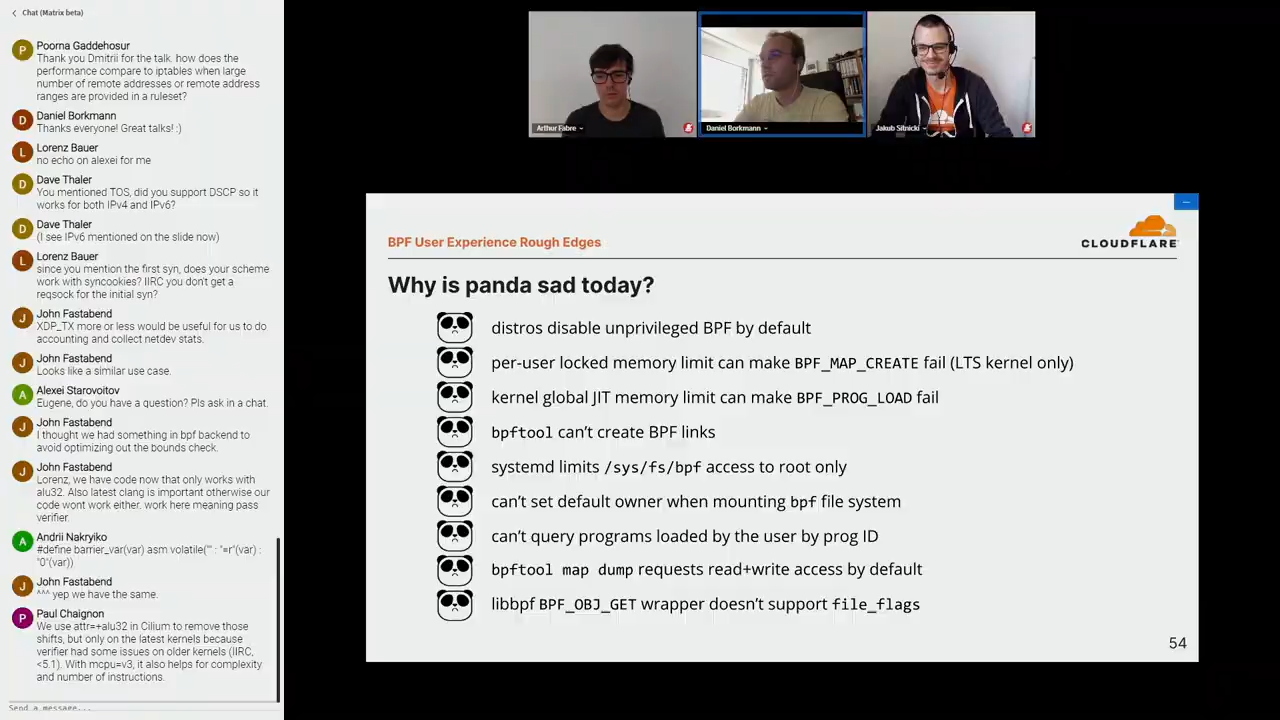 Chat (Matrix beta)
Poorna Gaddehosur
Thank you Dmitrii for the talk. how does the
performance compare to iptables when large
number of remote addresses or remote address
ranges are provided in a ruleset?
Daniel Borkmann
Thanks everyone! Great talks! :)
Lorenz Bauer
no echo on alexei for me
Dave Thaler
You mentioned TOS, did you support DSCP so it
works for both IPv4 and IPv6?
Dave Thaler
(I see IPv6 mentioned on the slide now)
Lorenz Bauer
since you mention the first syn, does your scheme
work with syncookies? IIRC you don't get a
reqsock for the initial syn?
John Fastabend
XDP_TX more or less would be useful for us to do
accounting and collect netdev stats.
John Fastabend
Looks like a similar use case.
Alexei Starovoitov
Eugene, do you have a question? Pls ask in a chat.
John Fastabend
I thought we had something in bpf backend to
avoid optimizing out the bounds check.
John Fastabend
Lorenz, we have code now that only works with
alu32. Also latest clang is important otherwise our
code wont work either. work here meaning pass
verifier.
Andrii Nakryiko
#define barrier_var(var) asm volatile("" : "=r"(var) :
"0"(var))
John Fastabend
^^^ yep we have the same.
Paul Chaignon
We use attr=+alu32 in Cilium to remove those
shifts, but only on the latest kernels because
verifier had some issues on older kernels (IIRC,
<5.1). With mcpu=v3, it also helps for complexity
and number of instructions.
Send a message...
P
D
L
D
D
L
J
J
A
J
J
A
J
P
Arthur Fabre
Daniel Borkmann
Jakub Sitnicki
BPF User Experience Rough Edges
CLOUDFLARE
Why is panda sad today?
distros disable unprivileged BPF by default
per-user locked memory limit can make BPF_MAP_CREATE fail (LTS kernel only)
kernel global JIT memory limit can make BPF_PROG_LOAD fail
bpftool can't create BPF links
systemd limits /sys/fs/bpf access to root only
can't set default owner when mounting bpf file system
can't query programs loaded by the user by prog ID
bpftool map dump requests read+write access by default
libbpf BPF_OBJ_GET wrapper doesn't support file_flags
54